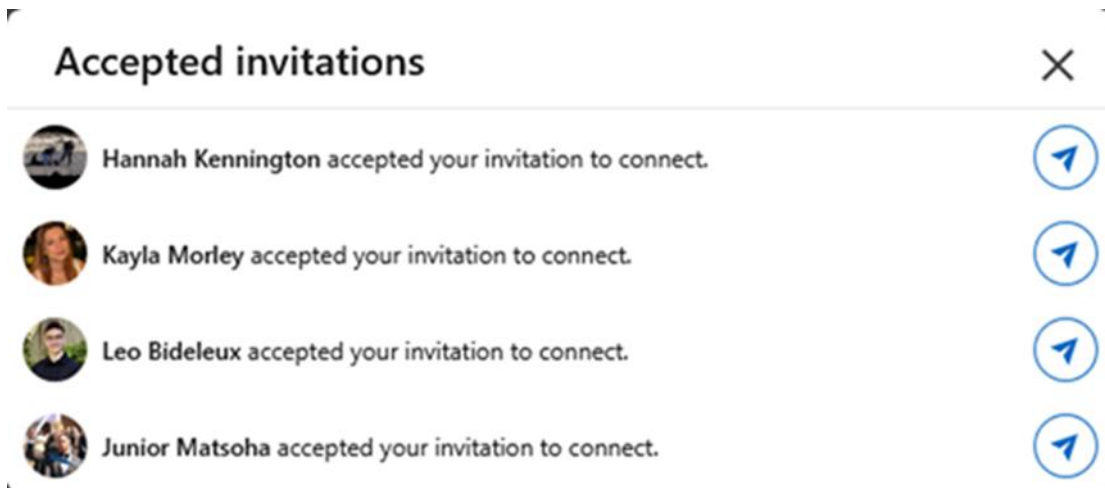 Accepted invitations
Hannah Kennington accepted your invitation to connect.
Kayla Morley accepted your invitation to connect.
Leo Bideleux accepted your invitation to connect.
Junior Matsoha accepted your invitation to connect.